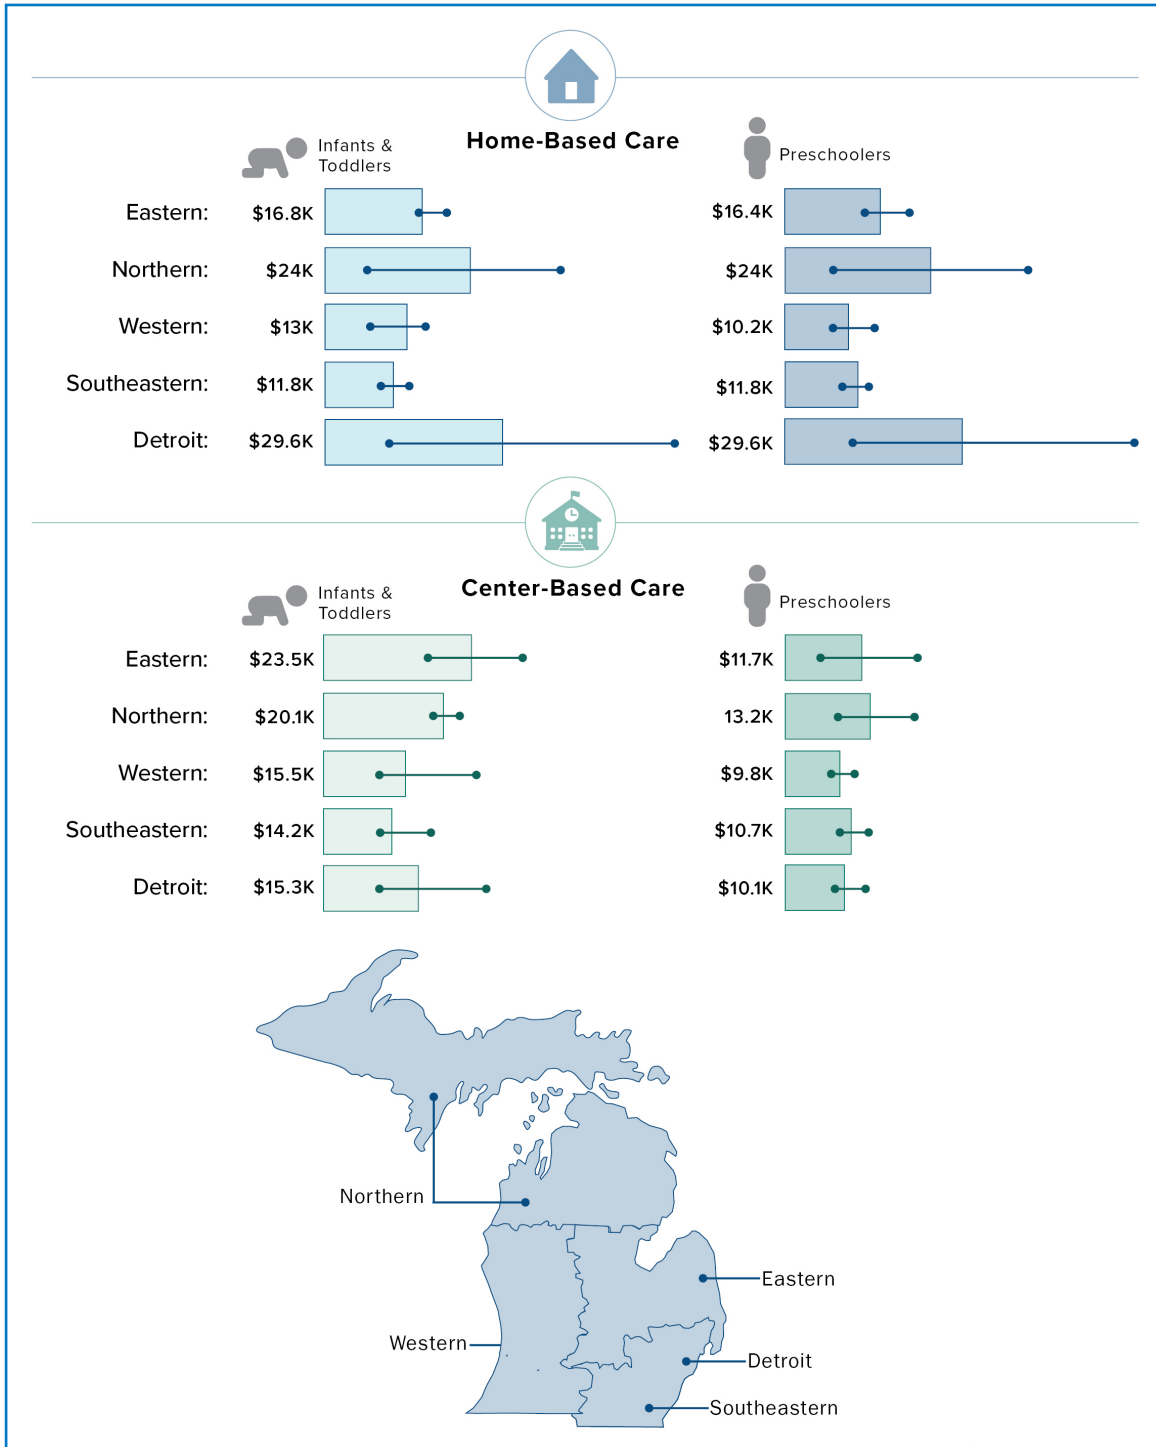 Home-Based Care
Infants &
Toddlers
Preschoolers
Eastern: $16.8K $16.4K
Northern: $24K $24K
Western: $13K $10.2K
Southeastern: $11.8K $11.8K
Detroit: $29.6K $29.6K
Center-Based Care
Infants &
Toddlers
Preschoolers
Eastern: $23.5K $11.7K
Northern: $20.1K 13.2K
Western: $15.5K $9.8K
Southeastern: $14.2K $10.7K
Detroit: $15.3K $10.1K
Northern
Eastern
Western
Detroit
Southeastern